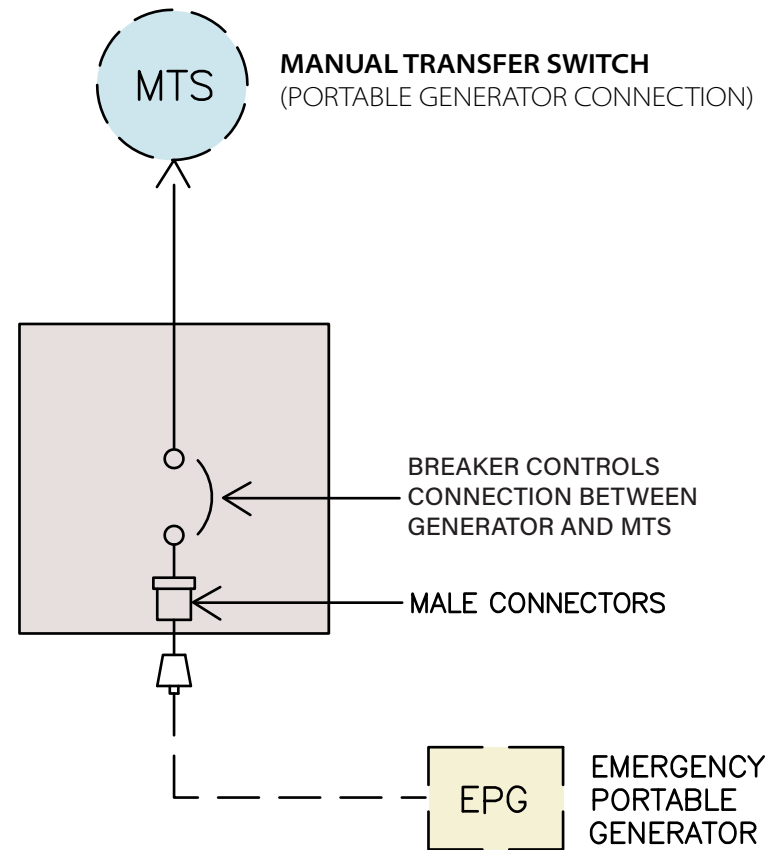 MTS
MANUAL TRANSFER SWITCH
(PORTABLE GENERATOR CONNECTION)
BREAKER CONTROLS
CONNECTION BETWEEN
GENERATOR AND MTS
MALE CONNECTORS
EPG
EMERGENCY
PORTABLE
GENERATOR